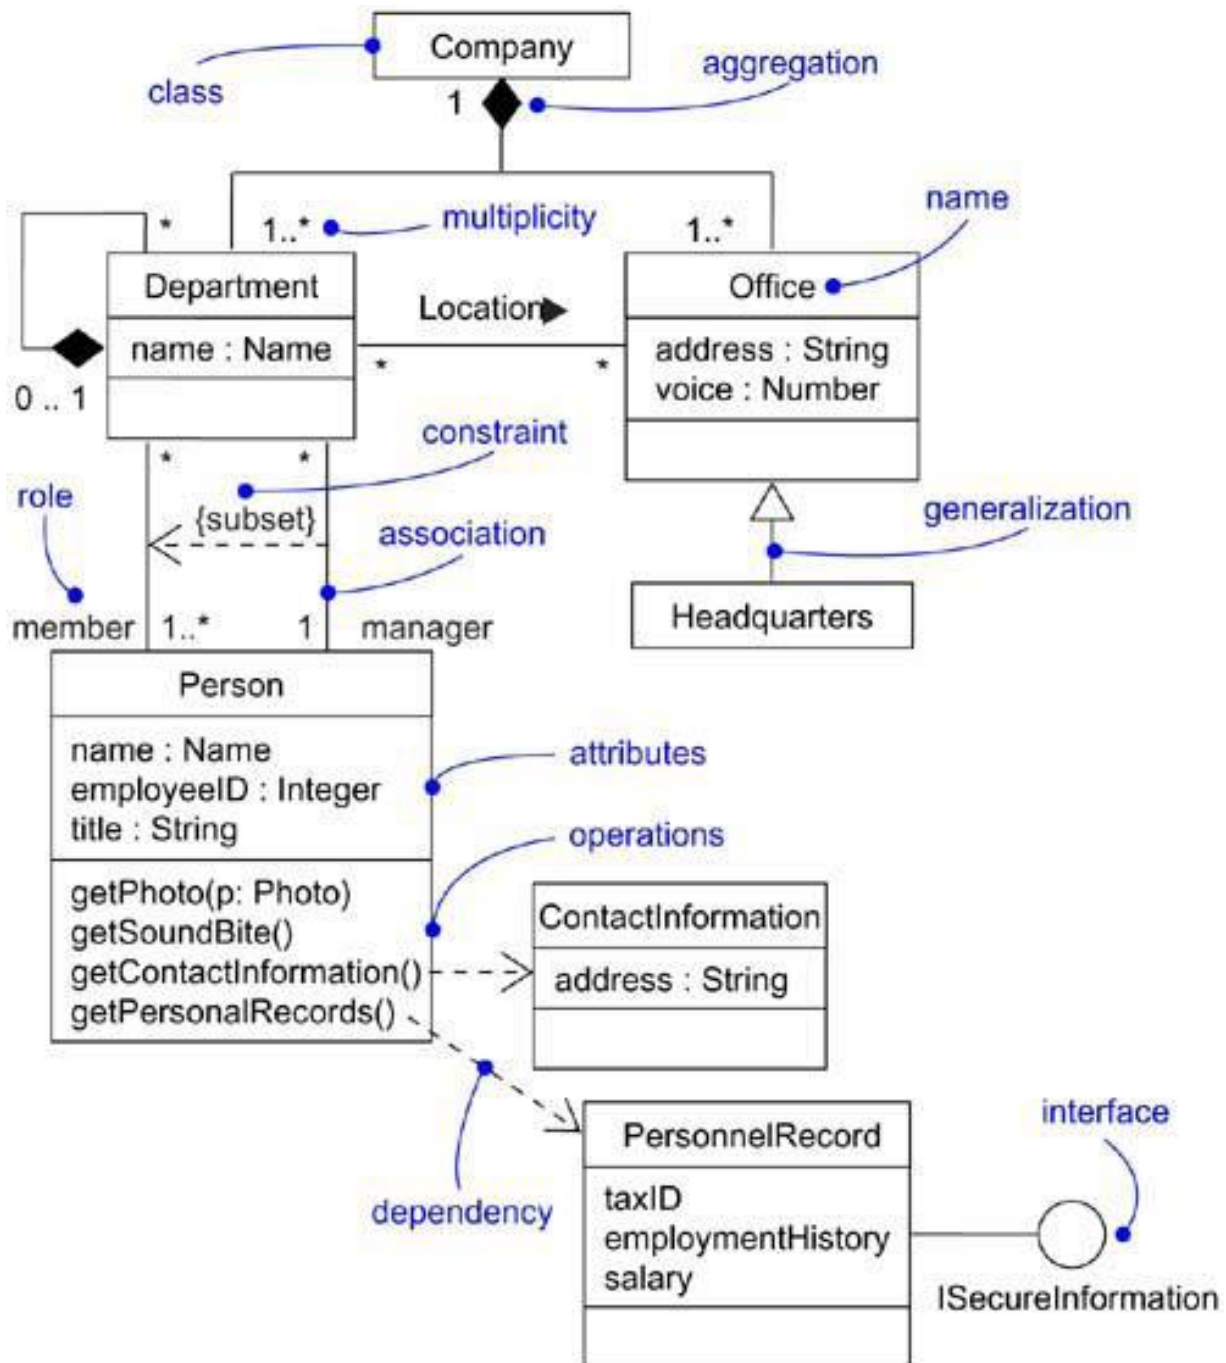 Company
class
aggregation
1
name
*
1..*
multiplicity
1..*
Department
Office
Location
name : Name
address : String
voice : Number
*
*
0 .. 1
*
*
constraint
role
{subset}
association
generalization
member
1..*
1
manager
Headquarters
Person
name : Name
employeeID : Integer
title : String
attributes
operations
getPhoto(p: Photo)
getSoundBite()
getContactInformation()
getPersonalRecords()
ContactInformation
address : String
interface
PersonnelRecord
dependency
taxID
employmentHistory
salary
ISecureInformation